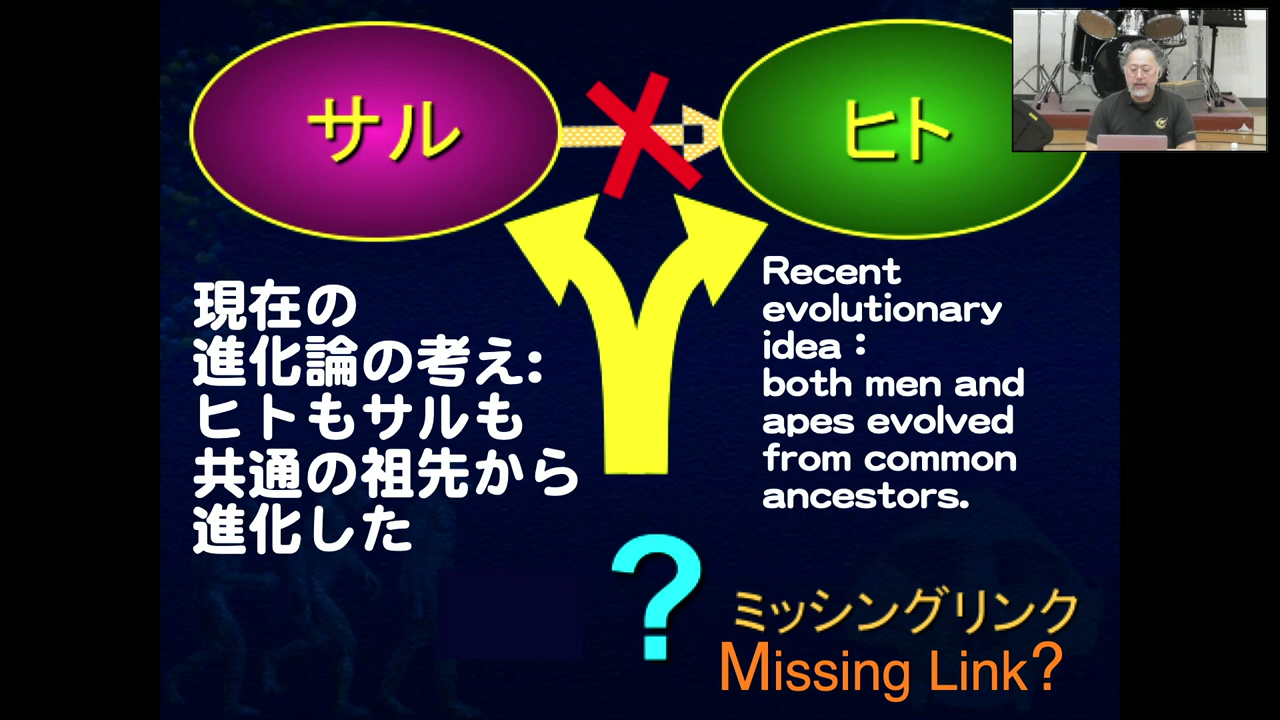 サル
ヒト
現在の
進化論の考え:
ヒトもサルも
共通の祖先から
進化した
Recent
evolutionary
idea：
both men and
apes evolved
from common
ancestors.
?
ミッシングリンク
Missing Link?